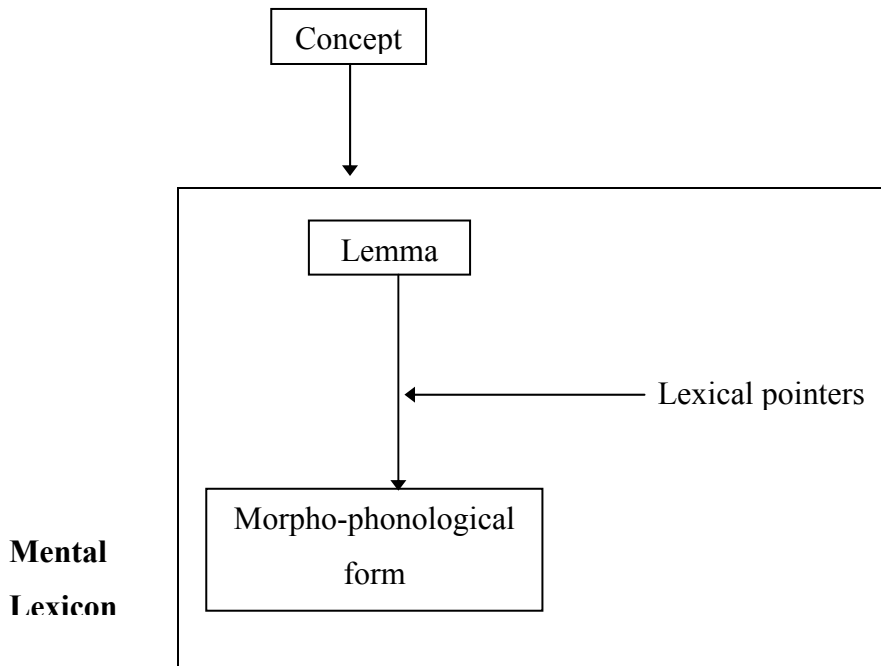 Concept
Lemma
Lexical pointers
Morpho-phonological
form
Mental
Lexicon